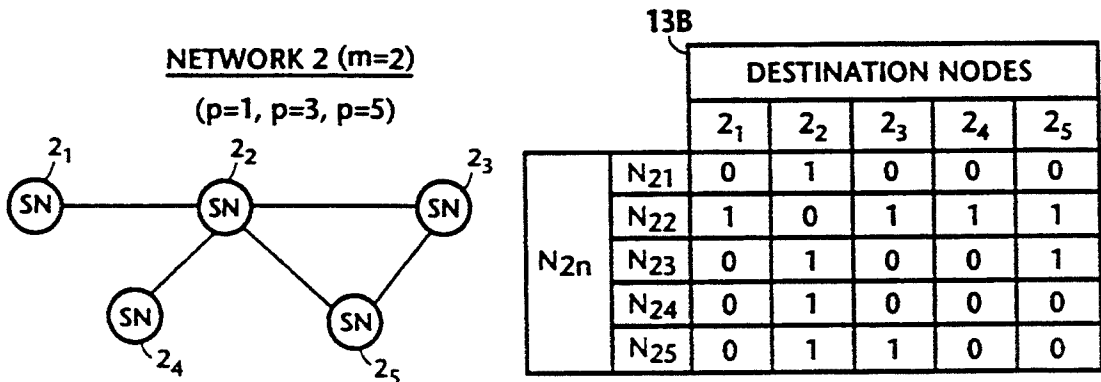 NETWORK 2 (m=2)
(p=1, p=3, p=5)
2₁
2₂
2₃
SN
SN
SN
SN
SN
2₄
2₅
13B
DESTINATION NODES
2₁ 2₂ 2₃ 2₄ 2₅
N₂ₙ
N₂₁ 0 1 0 0 0
N₂₂ 1 0 1 1 1
N₂₃ 0 1 0 0 1
N₂₄ 0 1 0 0 0
N₂₅ 0 1 1 0 0